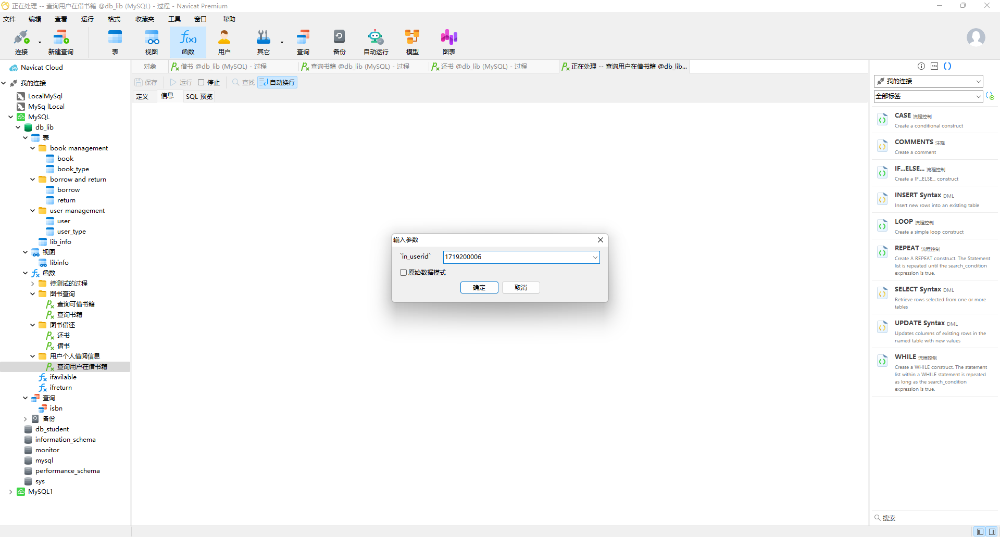 正在处理 -- 查询用户在借书籍 @db_lib (MySQL) - 过程 - Navicat Premium
文件 编辑 查看 运行 格式 收藏夹 工具 窗口 帮助
连接 新建查询 表 视图 函数 用户 其它 查询 备份 自动运行 模型 图表
Navicat Cloud
我的连接
LocalMySql
MySq lLocal
MySQL
db_lib
表
book management
book
book_type
borrow and return
borrow
return
user management
user
user_type
lib_info
视图
libinfo
函数
待测试的过程
图书查询
查询可借书籍
查询书籍
图书借还
还书
借书
用户个人借阅信息
查询用户在借书籍
ifavilable
ifreturn
查询
isbn
备份
db_student
information_schema
monitor
mysql
performance_schema
sys
MySQL1
对象 借书 @db_lib (MySQL) - 过程 查询书籍 @db_lib (MySQL) - 过程 还书 @db_lib (MySQL) - 过程 正在处理 -- 查询用户在借书籍 @db_lib...
保存 运行 停止 查找 自动换行
定义 信息 SQL 预览
输入参数
`in_userid` 1719200006
原始数据模式
确定 取消
我的连接
全部标签
CASE 流程控制
Create a conditional construct
COMMENTS 注释
Create a comment
IF...ELSE... 流程控制
Create a IF...ELSE... construct
INSERT Syntax DML
Insert new rows into an existing table
LOOP 流程控制
Create a simple loop construct
REPEAT 流程控制
Create A REPEAT construct. The Statement
list is repeated until the search_condition
expression is true.
SELECT Syntax DML
Retrieve rows selected from one or more
tables
UPDATE Syntax DML
Updates columns of existing rows in the
named table with new values
WHILE 流程控制
Create a WHILE construct. The statement
list within a WHILE statement is repeated
as long as the search_condition
expression is true.
搜索